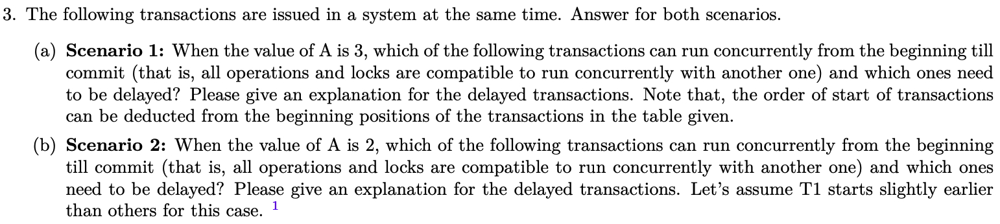 3. The following transactions are issued in a system at the same time. Answer for both scenarios.
(a) Scenario 1: When the value of A is 3, which of the following transactions can run concurrently from the beginning till
commit (that is, all operations and locks are compatible to run concurrently with another one) and which ones need
to be delayed? Please give an explanation for the delayed transactions. Note that, the order of start of transactions
can be deducted from the beginning positions of the transactions in the table given.
(b) Scenario 2: When the value of A is 2, which of the following transactions can run concurrently from the beginning
till commit (that is, all operations and locks are compatible to run concurrently with another one) and which ones
need to be delayed? Please give an explanation for the delayed transactions. Let's assume T1 starts slightly earlier
than others for this case. 1